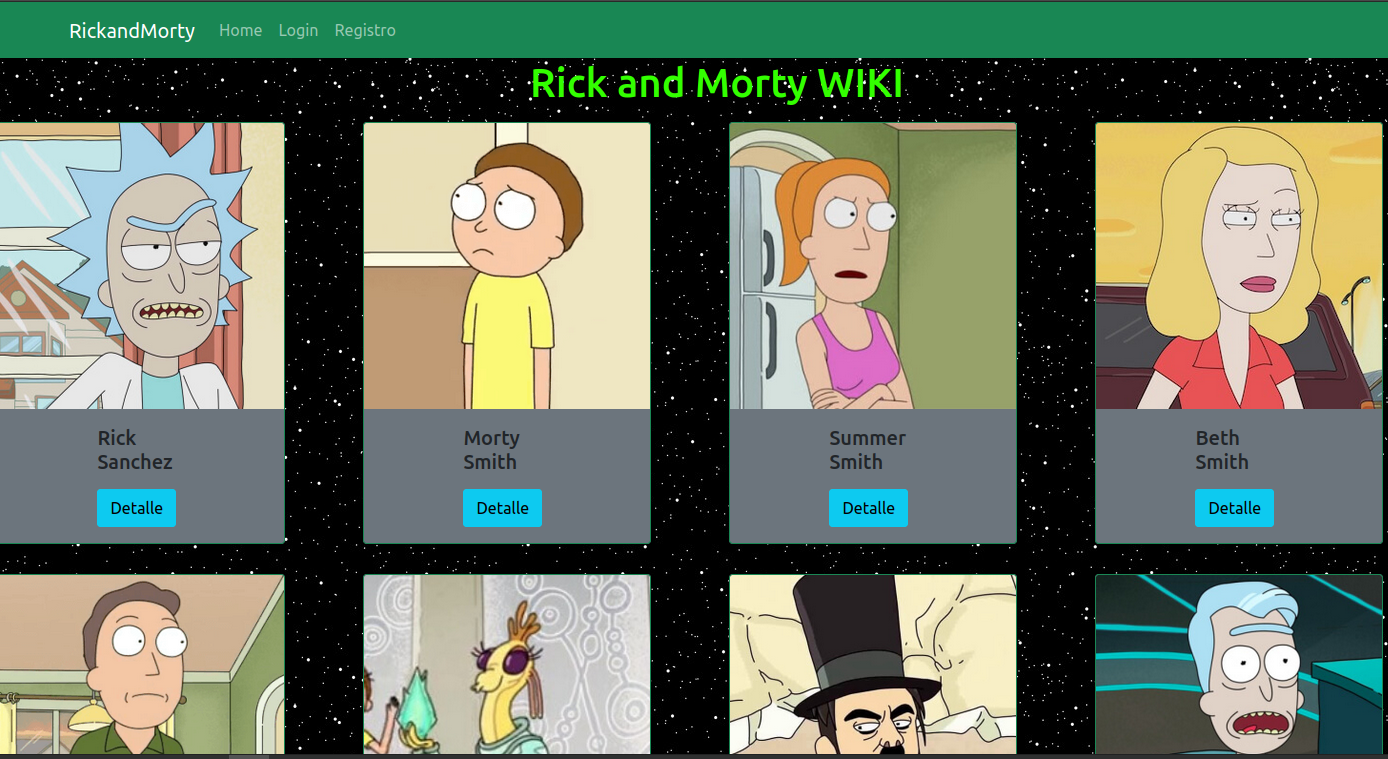 RickandMorty Home Login Registro
Rick and Morty WIKI
Rick
Sanchez
Detalle
Morty
Smith
Detalle
Summer
Smith
Detalle
Beth
Smith
Detalle